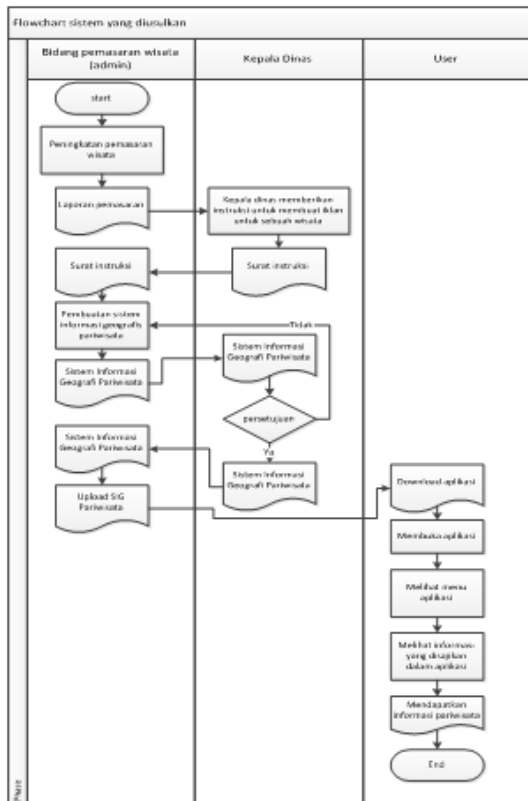 Flowchart sistem yang diusulkan
Bidang pemasaran wisata
(admin)
Kepala Dinas
User
start
Peningkatan pemasaran
wisata
Laporan pemasaran
Kepala dinas memberikan
instruksi untuk membuat iklan
untuk sebuah wisata
Surat instruksi
Surat instruksi
Pembuatan sistem
informasi geografis
pariwisata
Tidak
Sistem Informasi
Geografi Pariwisata
Sistem Informasi
Geografi Pariwisata
persetujuan
Ya
Sistem Informasi
Geografi Pariwisata
Sistem Informasi
Geografi Pariwisata
Upload SIG
Pariwisata
Download aplikasi
Membuka aplikasi
Melihat menu
aplikasi
Melihat informasi
yang disajikan
dalam aplikasi
Mendapatkan
informasi pariwisata
End
Phase